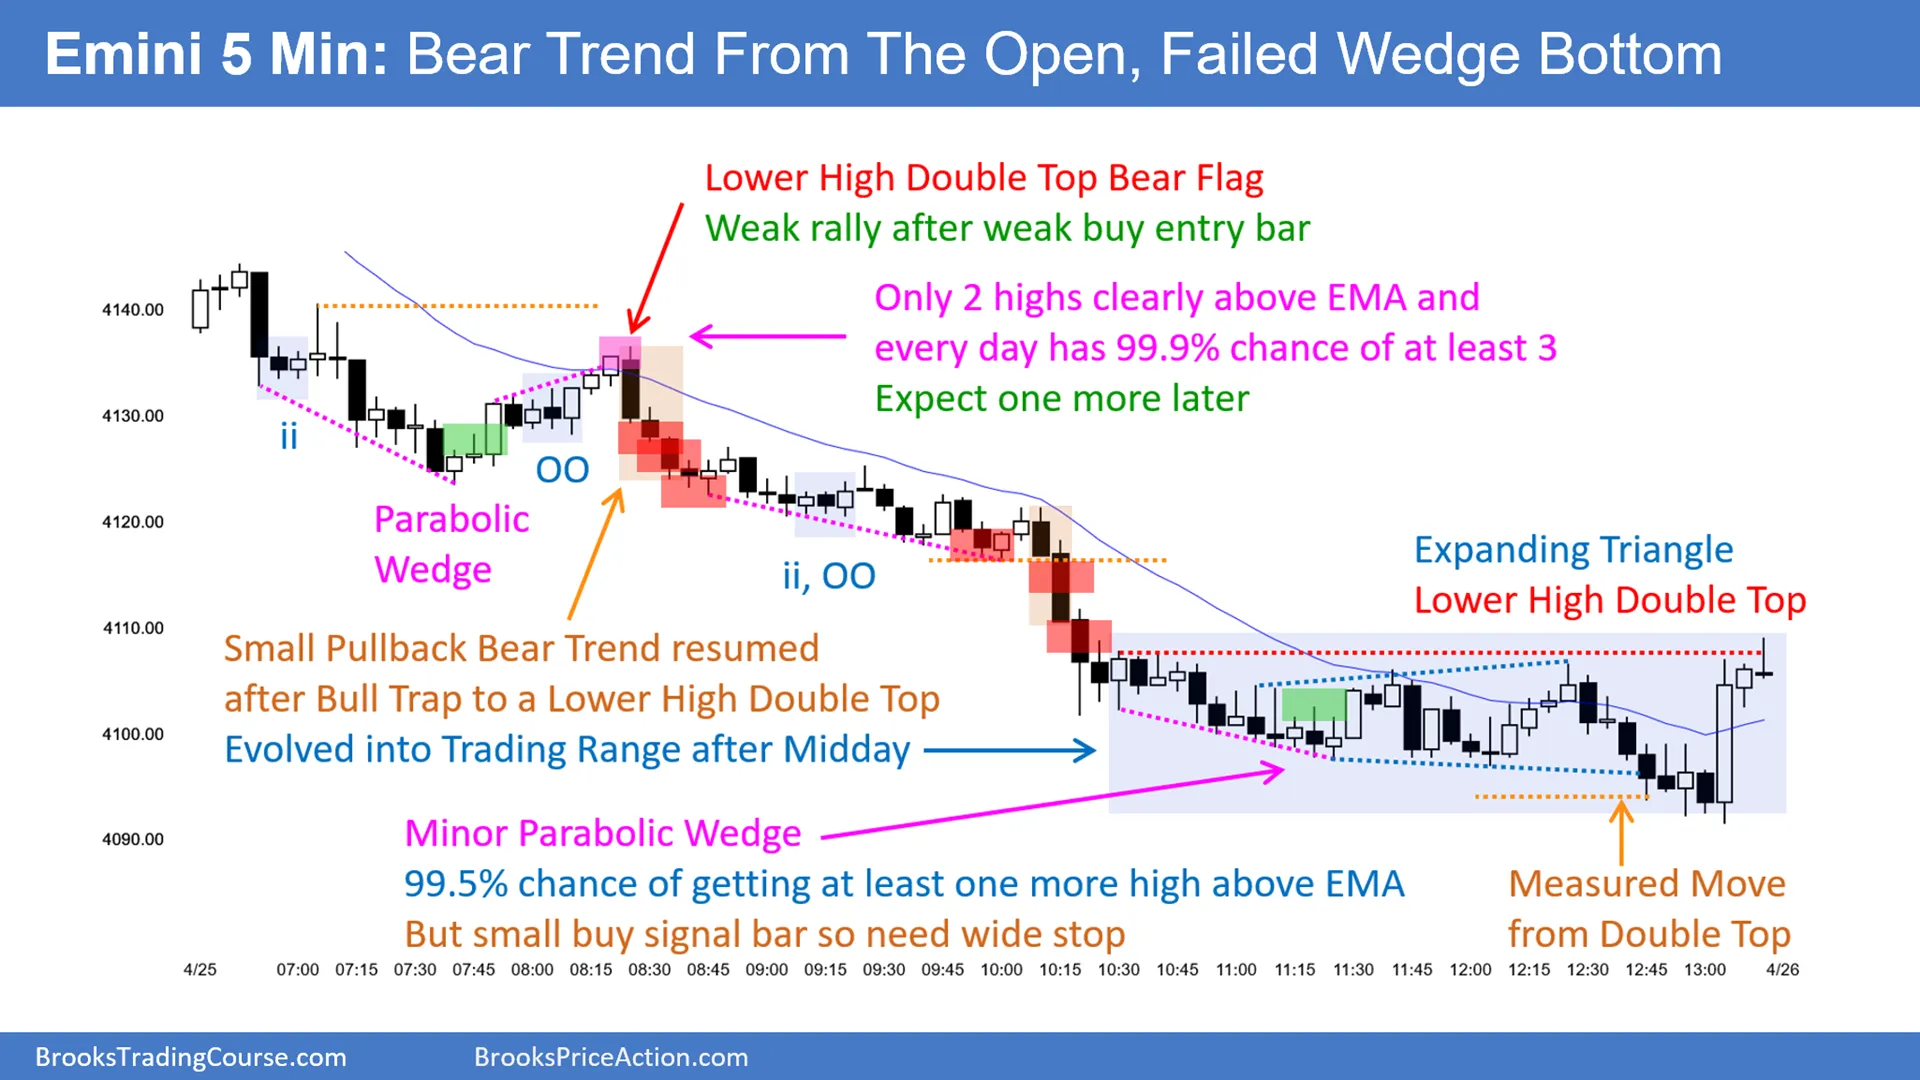 Emini 5 Min: Bear Trend From The Open, Failed Wedge Bottom
Lower High Double Top Bear Flag
Weak rally after weak buy entry bar
Only 2 highs clearly above EMA and
every day has 99.9% chance of at least 3
Expect one more later
4140.00
4130.00
4120.00
4110.00
4100.00
4090.00
ii
OO
Parabolic
Wedge
ii, OO
Expanding Triangle
Lower High Double Top
Small Pullback Bear Trend resumed
after Bull Trap to a Lower High Double Top
Evolved into Trading Range after Midday
Minor Parabolic Wedge
99.5% chance of getting at least one more high above EMA
But small buy signal bar so need wide stop
Measured Move
from Double Top
4/25 07:00 07:15 07:30 07:45 08:00 08:15 08:30 08:45 09:00 09:15 09:30 09:45 10:00 10:15 10:30 10:45 11:00 11:15 11:30 11:45 12:00 12:15 12:30 12:45 13:00 4/26
BrooksTradingCourse.com
BrooksPriceAction.com